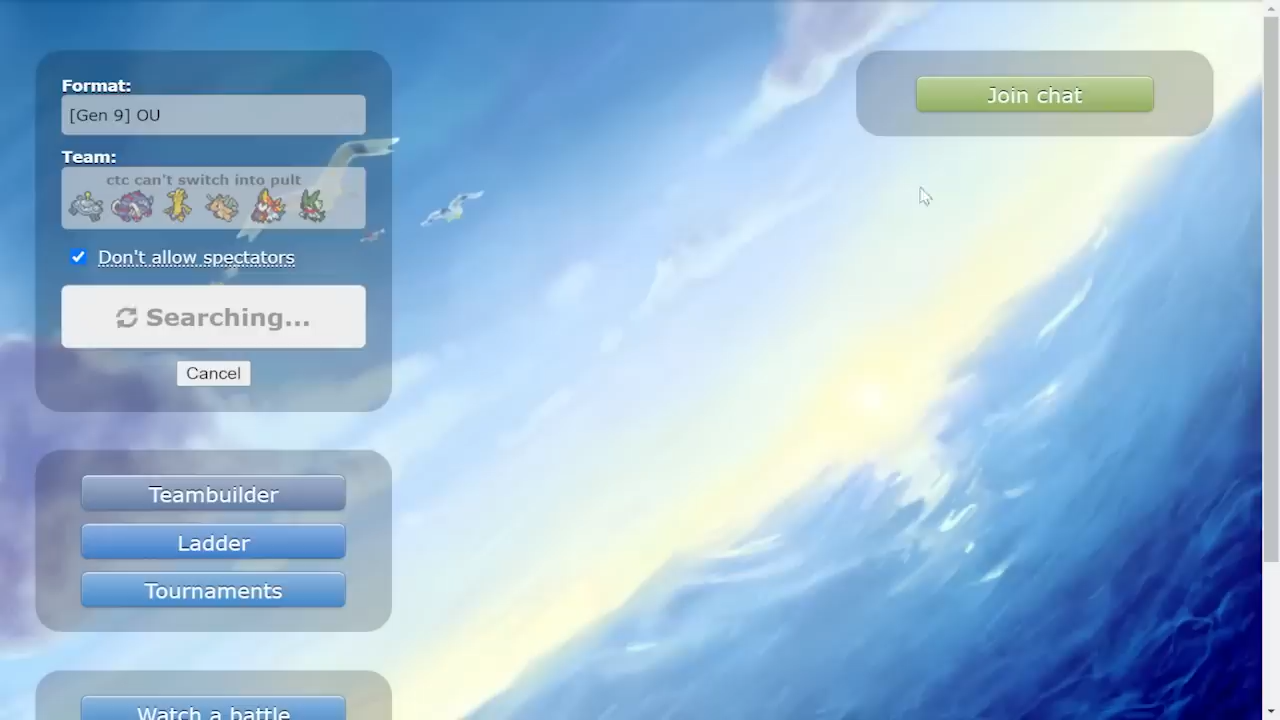 Format:
[Gen 9] OU
Team:
ctc can't switch into pult
Don't allow spectators
Searching...
Cancel
Teambuilder
Ladder
Tournaments
Watch a battle
Join chat